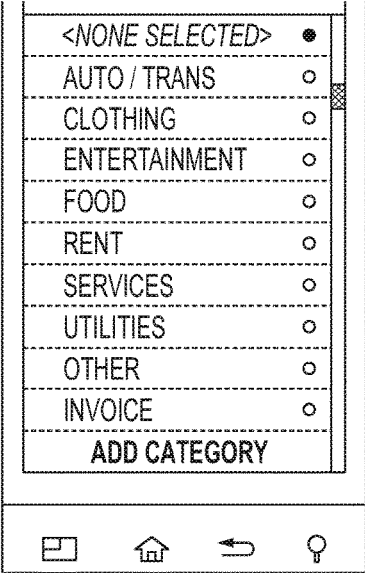 <NONE SELECTED>
AUTO / TRANS
CLOTHING
ENTERTAINMENT
FOOD
RENT
SERVICES
UTILITIES
OTHER
INVOICE
ADD CATEGORY